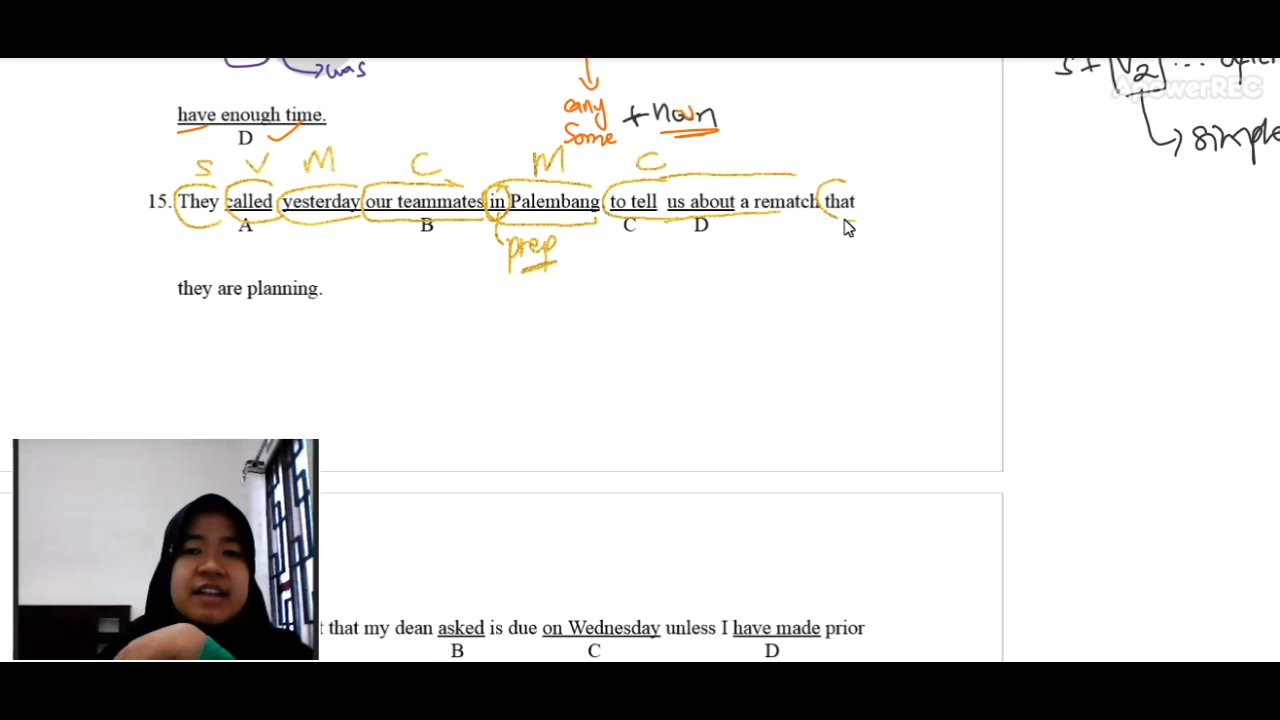 was
S + [V2] ...
ApowerREC
have enough time.
any
Some + noun
D
simple
S V M C M C
15. They called yesterday our teammates in Palembang to tell us about a rematch that
A B C D
prep
they are planning.
that my dean asked is due on Wednesday unless I have made prior
B C D